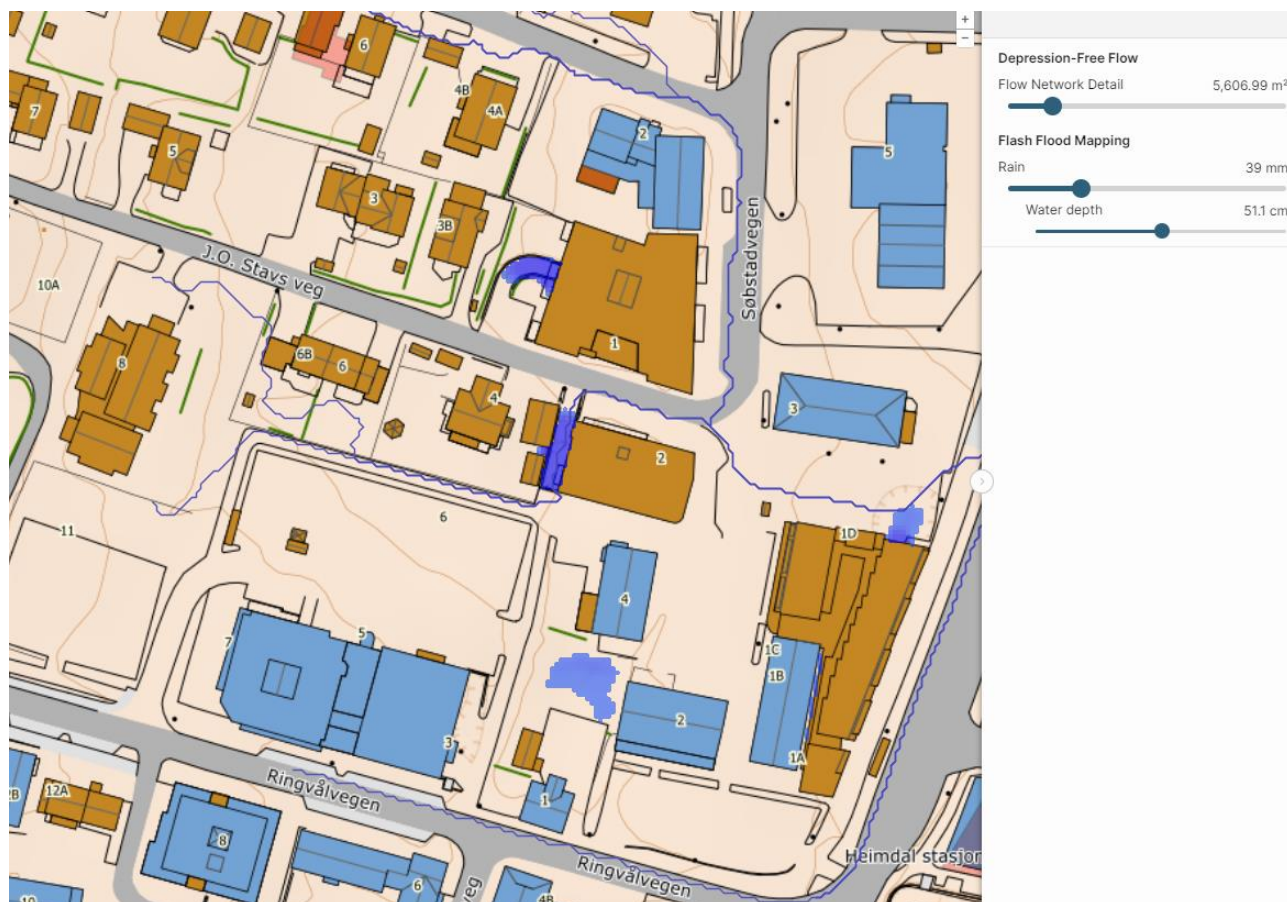 +
−
Depression-Free Flow
Flow Network Detail 5,606.99 m²
Flash Flood Mapping
Rain 39 mm
Water depth 51.1 cm
6
4B
4A
2
5
7
5
3
3B
Søbstadvegen
J.O. Stavs veg
10A
1
8
6B
6
4
3
2
11
6
1D
4
7
5
1C
1B
2
3
1A
1
Ringvålvegen
12A
2B
8
Heimdal stasjon
Ringvålvegen
6
veg
4B
10